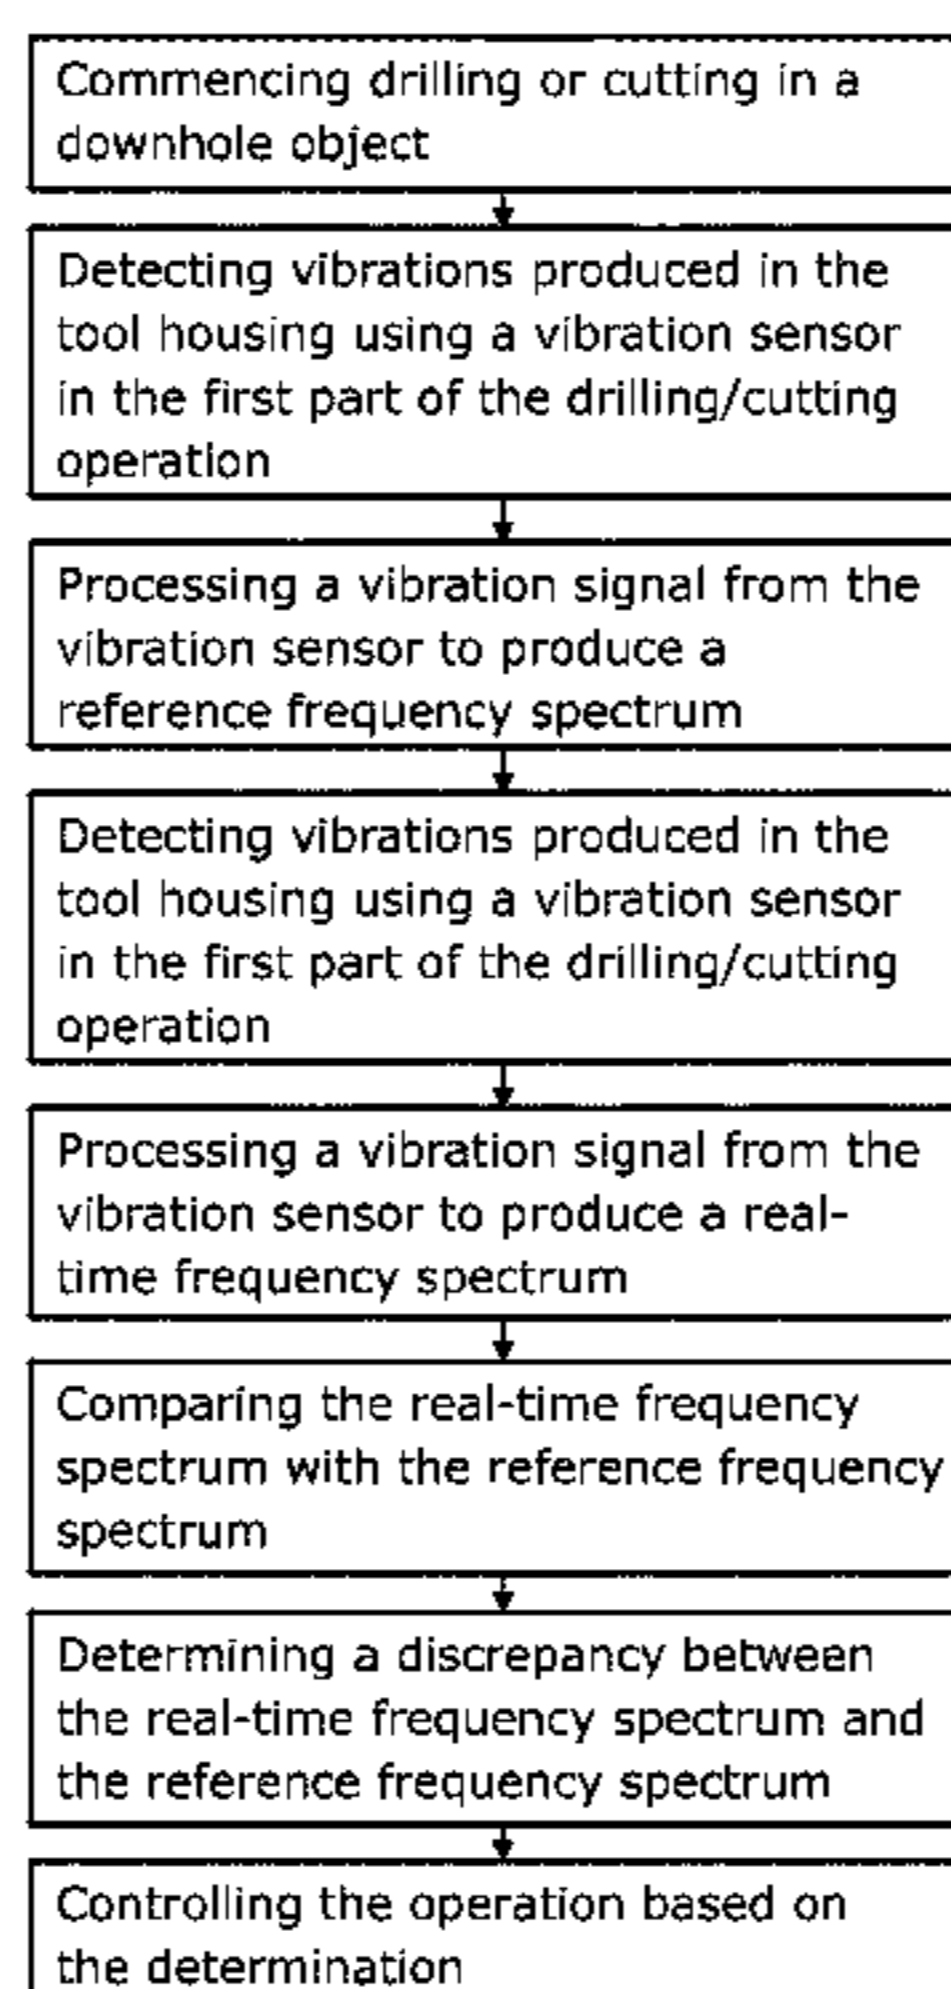 Commencing drilling or cutting in a
downhole object
Detecting vibrations produced in the
tool housing using a vibration sensor
in the first part of the drilling/cutting
operation
Processing a vibration signal from the
vibration sensor to produce a
reference frequency spectrum
Detecting vibrations produced in the
tool housing using a vibration sensor
in the first part of the drilling/cutting
operation
Processing a vibration signal from the
vibration sensor to produce a real-
time frequency spectrum
Comparing the real-time frequency
spectrum with the reference frequency
spectrum
Determining a discrepancy between
the real-time frequency spectrum and
the reference frequency spectrum
Controlling the operation based on
the determination